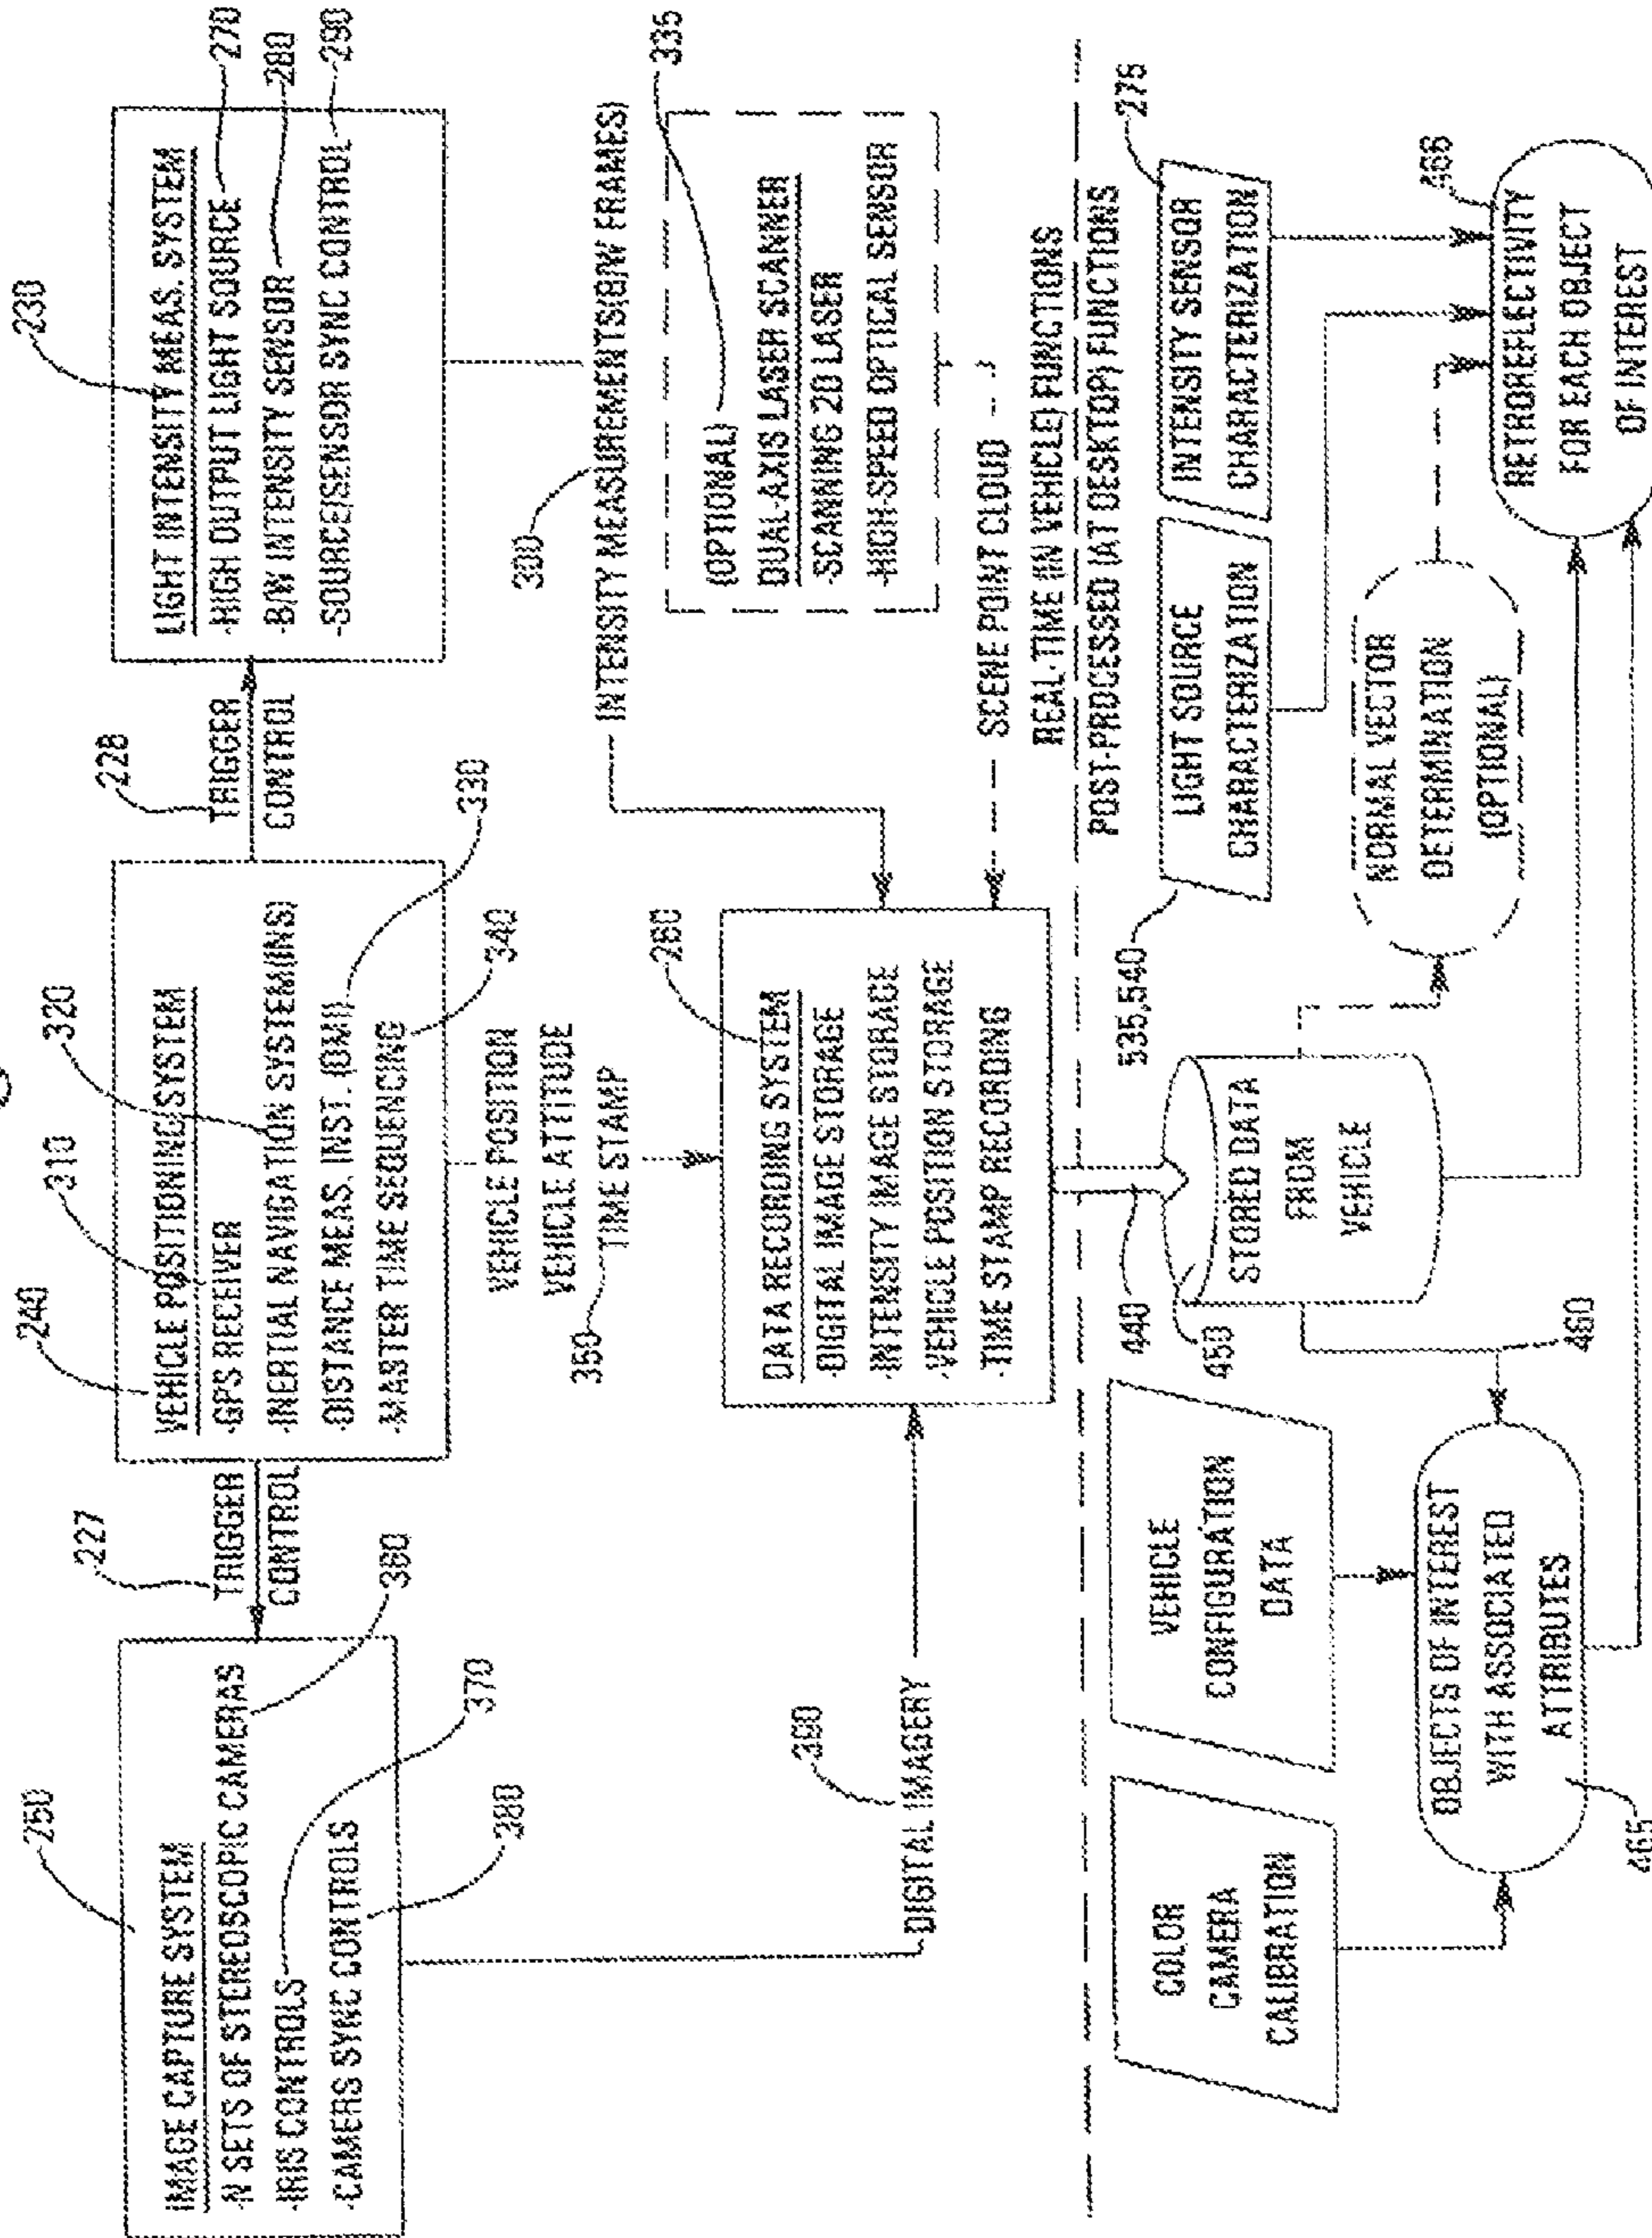 250
IMAGE CAPTURE SYSTEM
·N SETS OF STEREOSCOPIC CAMERAS
·IRIS CONTROLS
·CAMERS SYNC CONTROLS
360
370
380
227
TRIGGER
CONTROL
240
310
320
VEHICLE POSITIONING SYSTEM
·GPS RECEIVER
·INERTIAL NAVIGATION SYSTEM(INS)
·DISTANCE MEAS. INST. (DMI)
·MASTER TIME SEQUENCING
330
340
228
TRIGGER
CONTROL
230
LIGHT INTENSITY MEAS. SYSTEM
·HIGH OUTPUT LIGHT SOURCE
·B/W INTENSITY SENSOR
·SOURCE/SENSOR SYNC CONTROL
270
280
290
VEHICLE POSITION
VEHICLE ATTITUDE
350
TIME STAMP
300
INTENSITY MEASUREMENTS(B/W FRAMES)
335
(OPTIONAL)
DUAL-AXIS LASER SCANNER
·SCANNING 2D LASER
·HIGH-SPEED OPTICAL SENSOR
260
DATA RECORDING SYSTEM
·DIGITAL IMAGE STORAGE
·INTENSITY IMAGE STORAGE
·VEHICLE POSITION STORAGE
·TIME STAMP RECORDING
390
DIGITAL IMAGERY
SCENE POINT CLOUD
REAL-TIME IN VEHICLE) FUNCTIONS
POST-PROCESSED (AT DESKTOP) FUNCTIONS
COLOR
CAMERA
CALIBRATION
VEHICLE
CONFIGURATION
DATA
440
450
STORED DATA
FROM
VEHICLE
535,540
LIGHT SOURCE
CHARACTERIZATION
INTENSITY SENSOR
CHARACTERIZATION
275
NORMAL VECTOR
DETERMINATION
(OPTIONAL)
460
OBJECTS OF INTEREST
WITH ASSOCIATED
ATTRIBUTES
465
466
RETROREFLECTIVITY
FOR EACH OBJECT
OF INTEREST